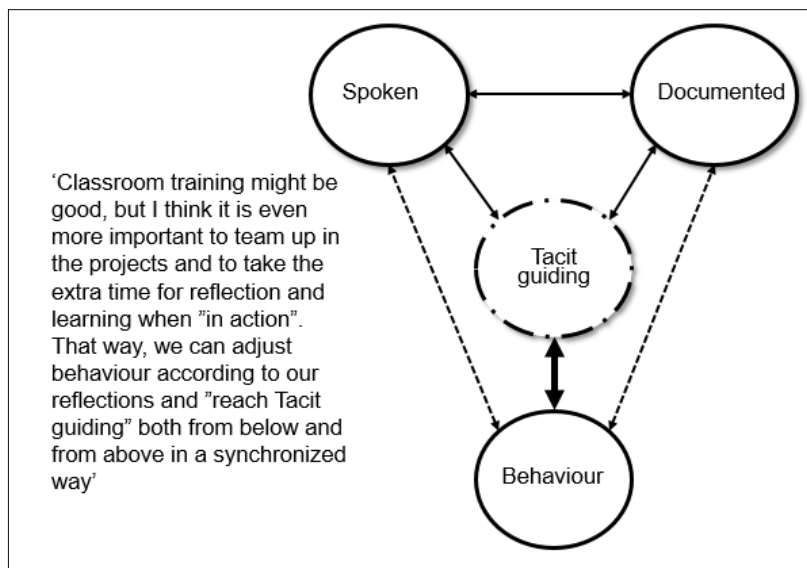 Spoken
Documented
‘Classroom training might be
good, but I think it is even
more important to team up in
the projects and to take the
extra time for reflection and
learning when ”in action”.
That way, we can adjust
behaviour according to our
reflections and ”reach Tacit
guiding” both from below and
from above in a synchronized
way’
Tacit
guiding
Behaviour